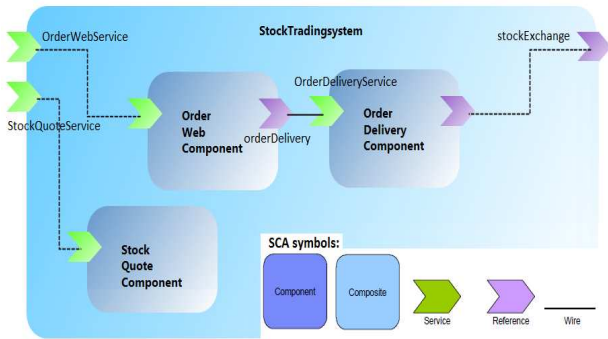 StockTradingsystem
OrderWebService
stockExchange
StockQuoteService
OrderDeliveryService
Order
Web
Component
orderDelivery
Order
Delivery
Component
Stock
Quote
Component
SCA symbols:
Component
Composite
Service
Reference
Wire